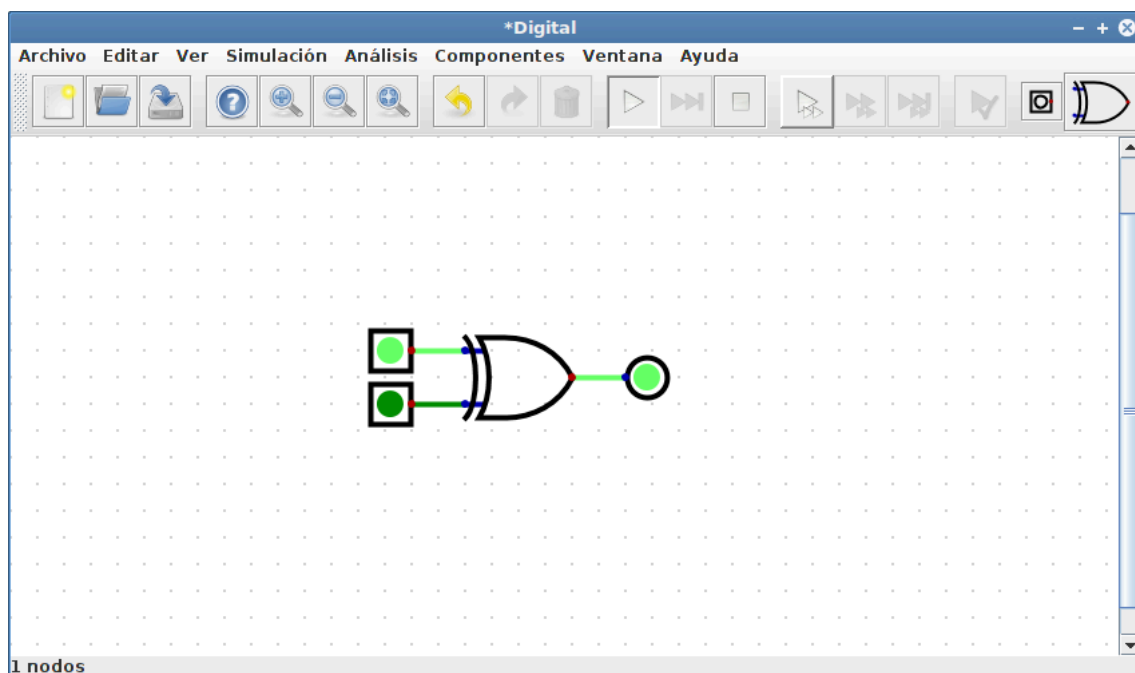 *Digital
Archivo Editar Ver Simulación Análisis Componentes Ventana Ayuda
1 nodos